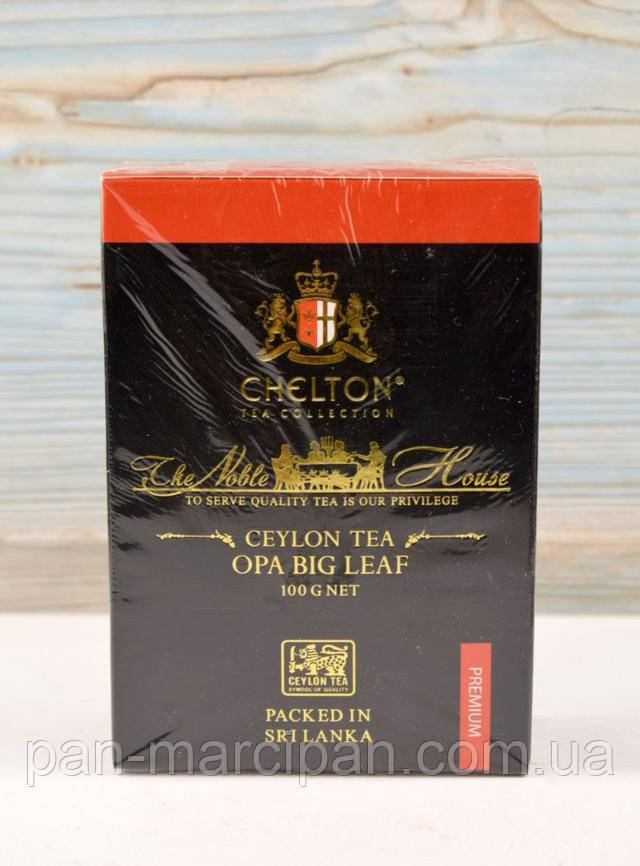 CHELTON®
TEA COLLECTION
The Noble House
TO SERVE QUALITY TEA IS OUR PRIVILEGE
CEYLON TEA
OPA BIG LEAF
100 G NET
CEYLON TEA
SYMBOL OF QUALITY
PREMIUM
PACKED IN
SRI LANKA
pan-marcipan.com.ua